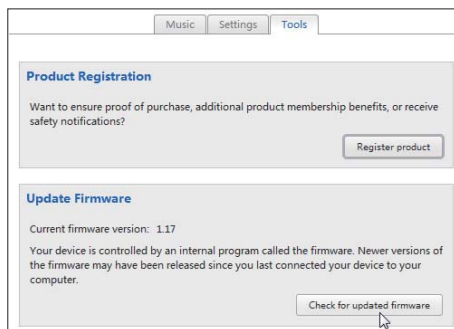 Music Settings Tools
Product Registration
Want to ensure proof of purchase, additional product membership benefits, or receive
safety notifications?
Register product
Update Firmware
Current firmware version: 1.17
Your device is controlled by an internal program called the firmware. Newer versions of
the firmware may have been released since you last connected your device to your
computer.
Check for updated firmware